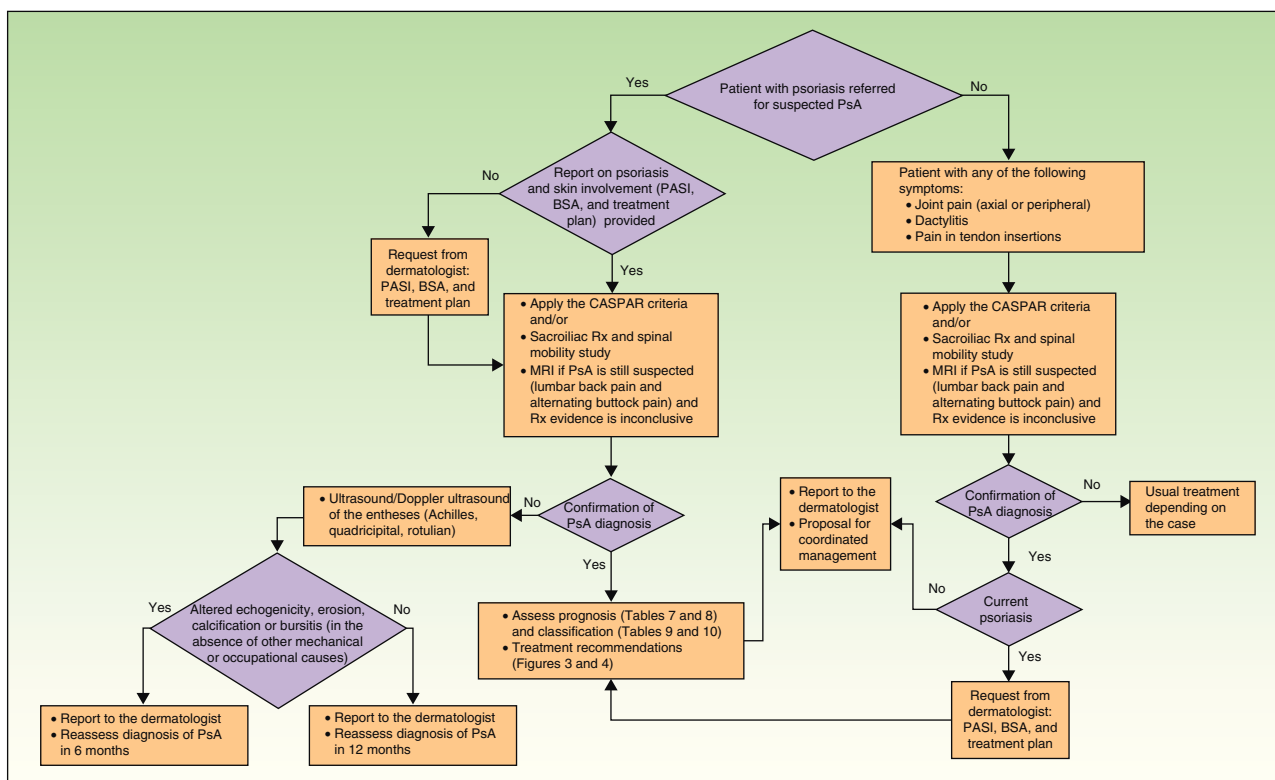 Patient with psoriasis referred
for suspected PsA
Yes
No
Report on psoriasis
and skin involvement (PASI,
BSA, and treatment
plan) provided
No
Yes
Request from
dermatologist:
PASI, BSA, and
treatment plan
Patient with any of the following
symptoms:
• Joint pain (axial or peripheral)
• Dactylitis
• Pain in tendon insertions
• Apply the CASPAR criteria
and/or
• Sacroiliac Rx and spinal
mobility study
• MRI if PsA is still suspected
(lumbar back pain and
alternating buttock pain) and
Rx evidence is inconclusive
• Apply the CASPAR criteria
and/or
• Sacroiliac Rx and spinal
mobility study
• MRI if PsA is still suspected
(lumbar back pain and
alternating buttock pain) and
Rx evidence is inconclusive
• Ultrasound/Doppler ultrasound
of the entheses (Achilles,
quadricipital, rotulian)
No
Confirmation of
PsA diagnosis
Yes
• Report to the
dermatologist
• Proposal for
coordinated
management
Confirmation of
PsA diagnosis
No
Yes
Usual treatment
depending on
the case
No
Current
psoriasis
Yes
Yes
Altered echogenicity, erosion,
calcification or bursitis (in the
absence of other mechanical
or occupational causes)
No
• Assess prognosis (Tables 7 and 8)
and classification (Tables 9 and 10)
• Treatment recommendations
(Figures 3 and 4)
Request from
dermatologist:
PASI, BSA, and
treatment plan
• Report to the dermatologist
• Reassess diagnosis of PsA
in 6 months
• Report to the dermatologist
• Reassess diagnosis of PsA
in 12 months